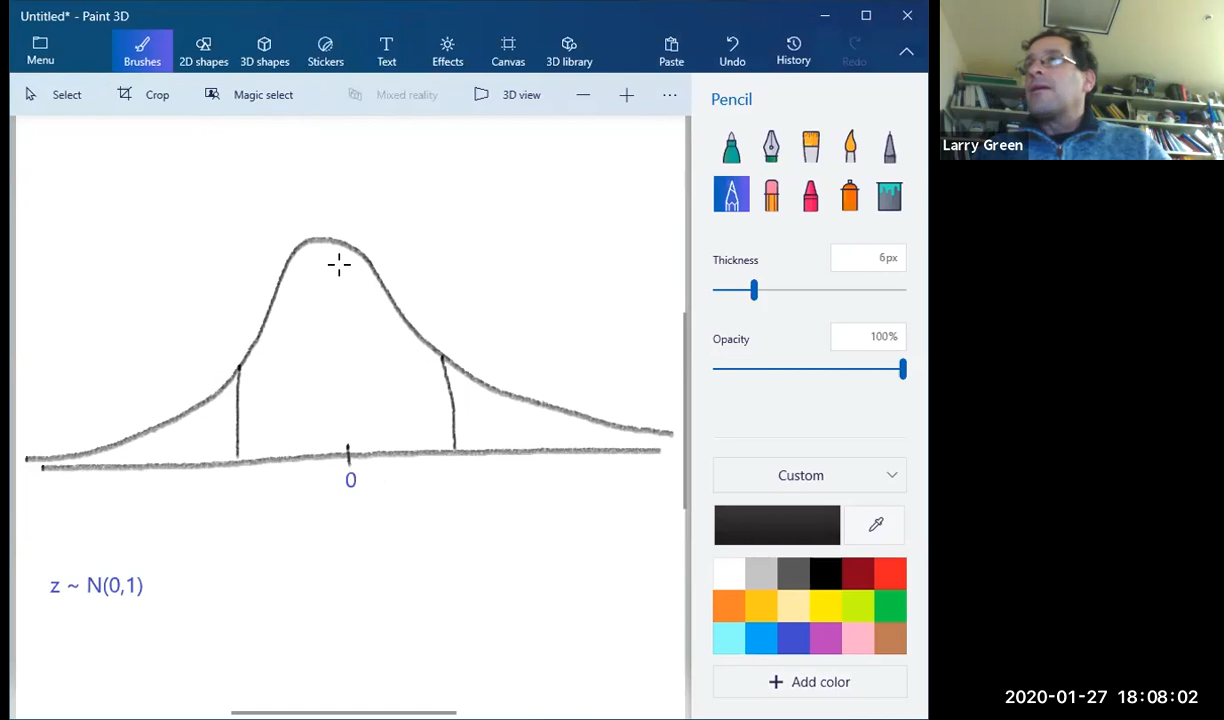 Untitled* - Paint 3D
Menu
Brushes
2D shapes
3D shapes
Stickers
Text
Effects
Canvas
3D library
Paste
Undo
History
Redo
Select
Crop
Magic select
Mixed reality
3D view
Pencil
Larry Green
Thickness
6px
Opacity
100%
Custom
0
z ~ N(0,1)
Add color
2020-01-27 18:08:02